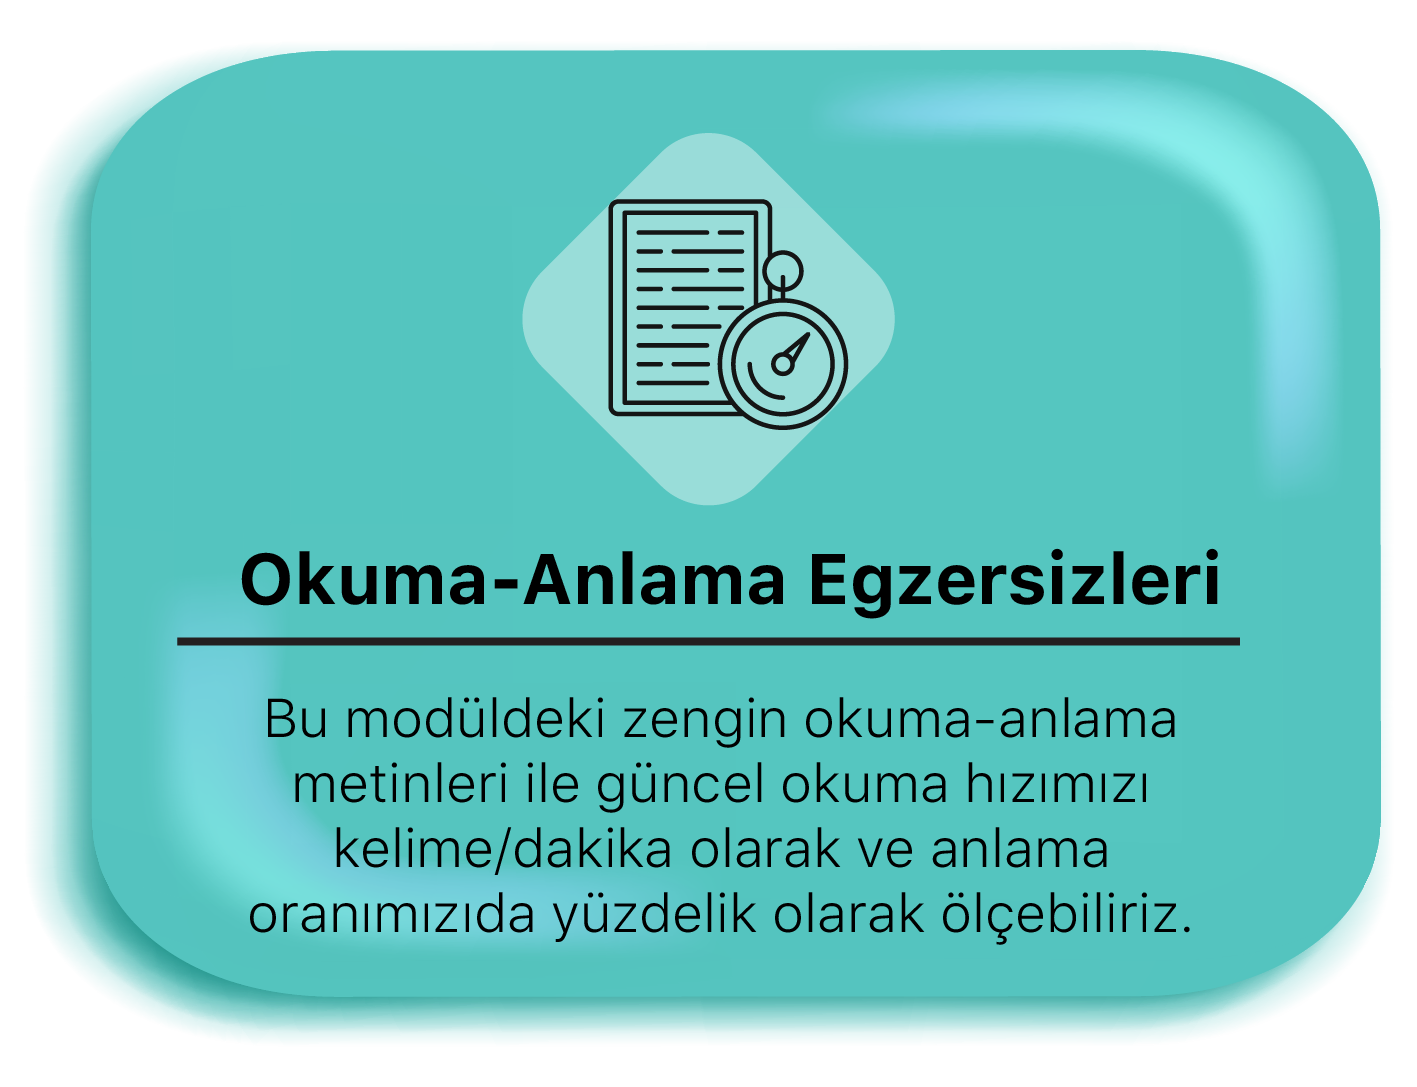 Okuma-Anlama Egzersizleri
Bu modüldeki zengin okuma-anlama
metinleri ile güncel okuma hızımızı
kelime/dakika olarak ve anlama
oranımızıda yüzdelik olarak ölçebiliriz.